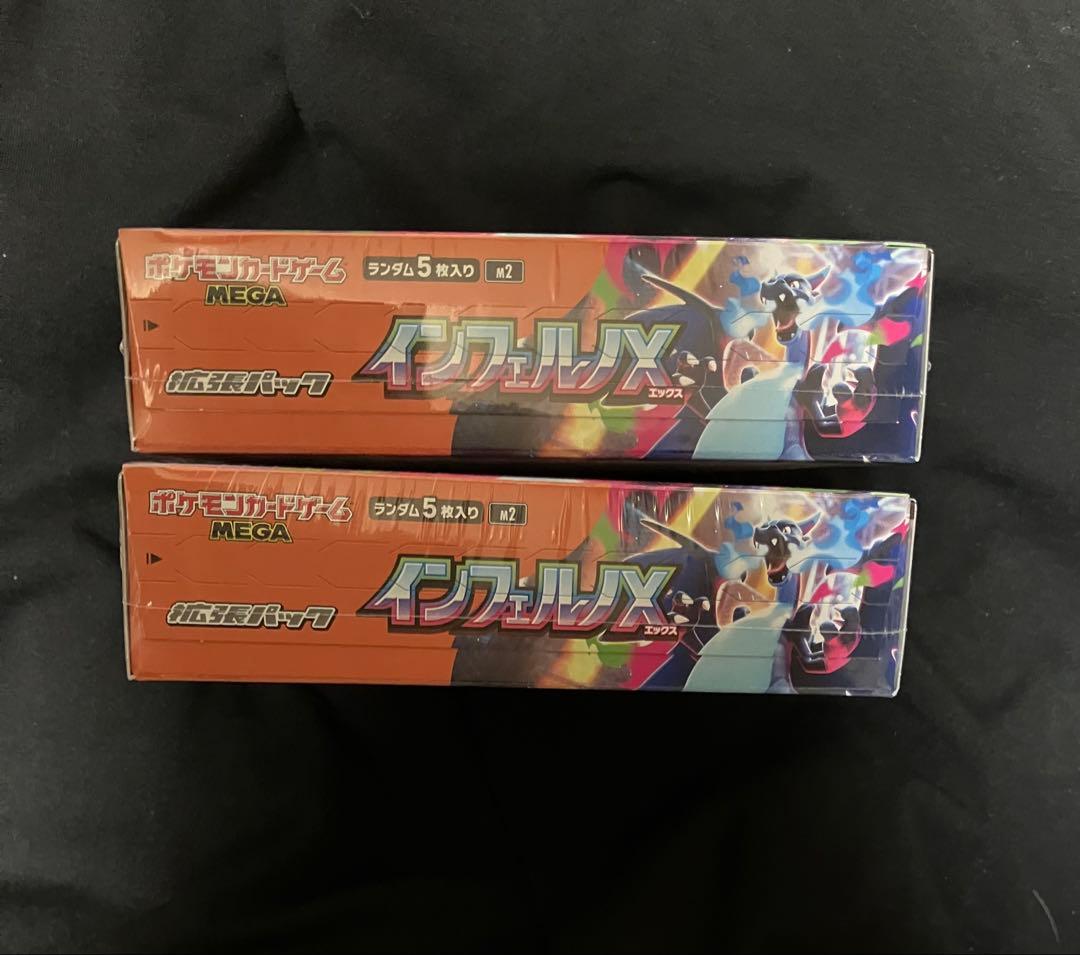 ポケモンカードゲーム
MEGA
ランダム5枚入り
M2
拡張パック
インフェルノX
エックス
ポケモンカードゲーム
MEGA
ランダム5枚入り
M2
拡張パック
インフェルノX
エックス